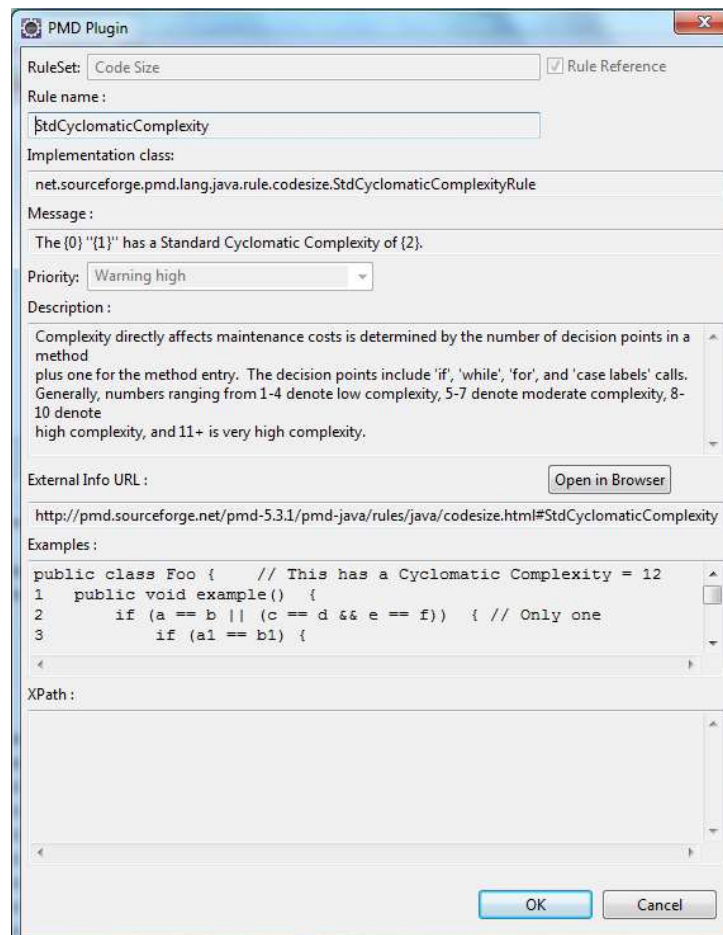 PMD Plugin
RuleSet: Code Size Rule Reference
Rule name :
StdCyclomaticComplexity
Implementation class:
net.sourceforge.pmd.lang.java.rule.codesize.StdCyclomaticComplexityRule
Message :
The {0} "{1}" has a Standard Cyclomatic Complexity of {2}.
Priority: Warning high
Description :
Complexity directly affects maintenance costs is determined by the number of decision points in a
method
plus one for the method entry.  The decision points include 'if', 'while', 'for', and 'case labels' calls.
Generally, numbers ranging from 1-4 denote low complexity, 5-7 denote moderate complexity, 8-
10 denote
high complexity, and 11+ is very high complexity.
External Info URL : Open in Browser
http://pmd.sourceforge.net/pmd-5.3.1/pmd-java/rules/java/codesize.html#StdCyclomaticComplexity
Examples :
public class Foo {    // This has a Cyclomatic Complexity = 12
1   public void example()  {
2       if (a == b || (c == d && e == f))  { // Only one
3           if (a1 == b1) {
XPath :
OK Cancel